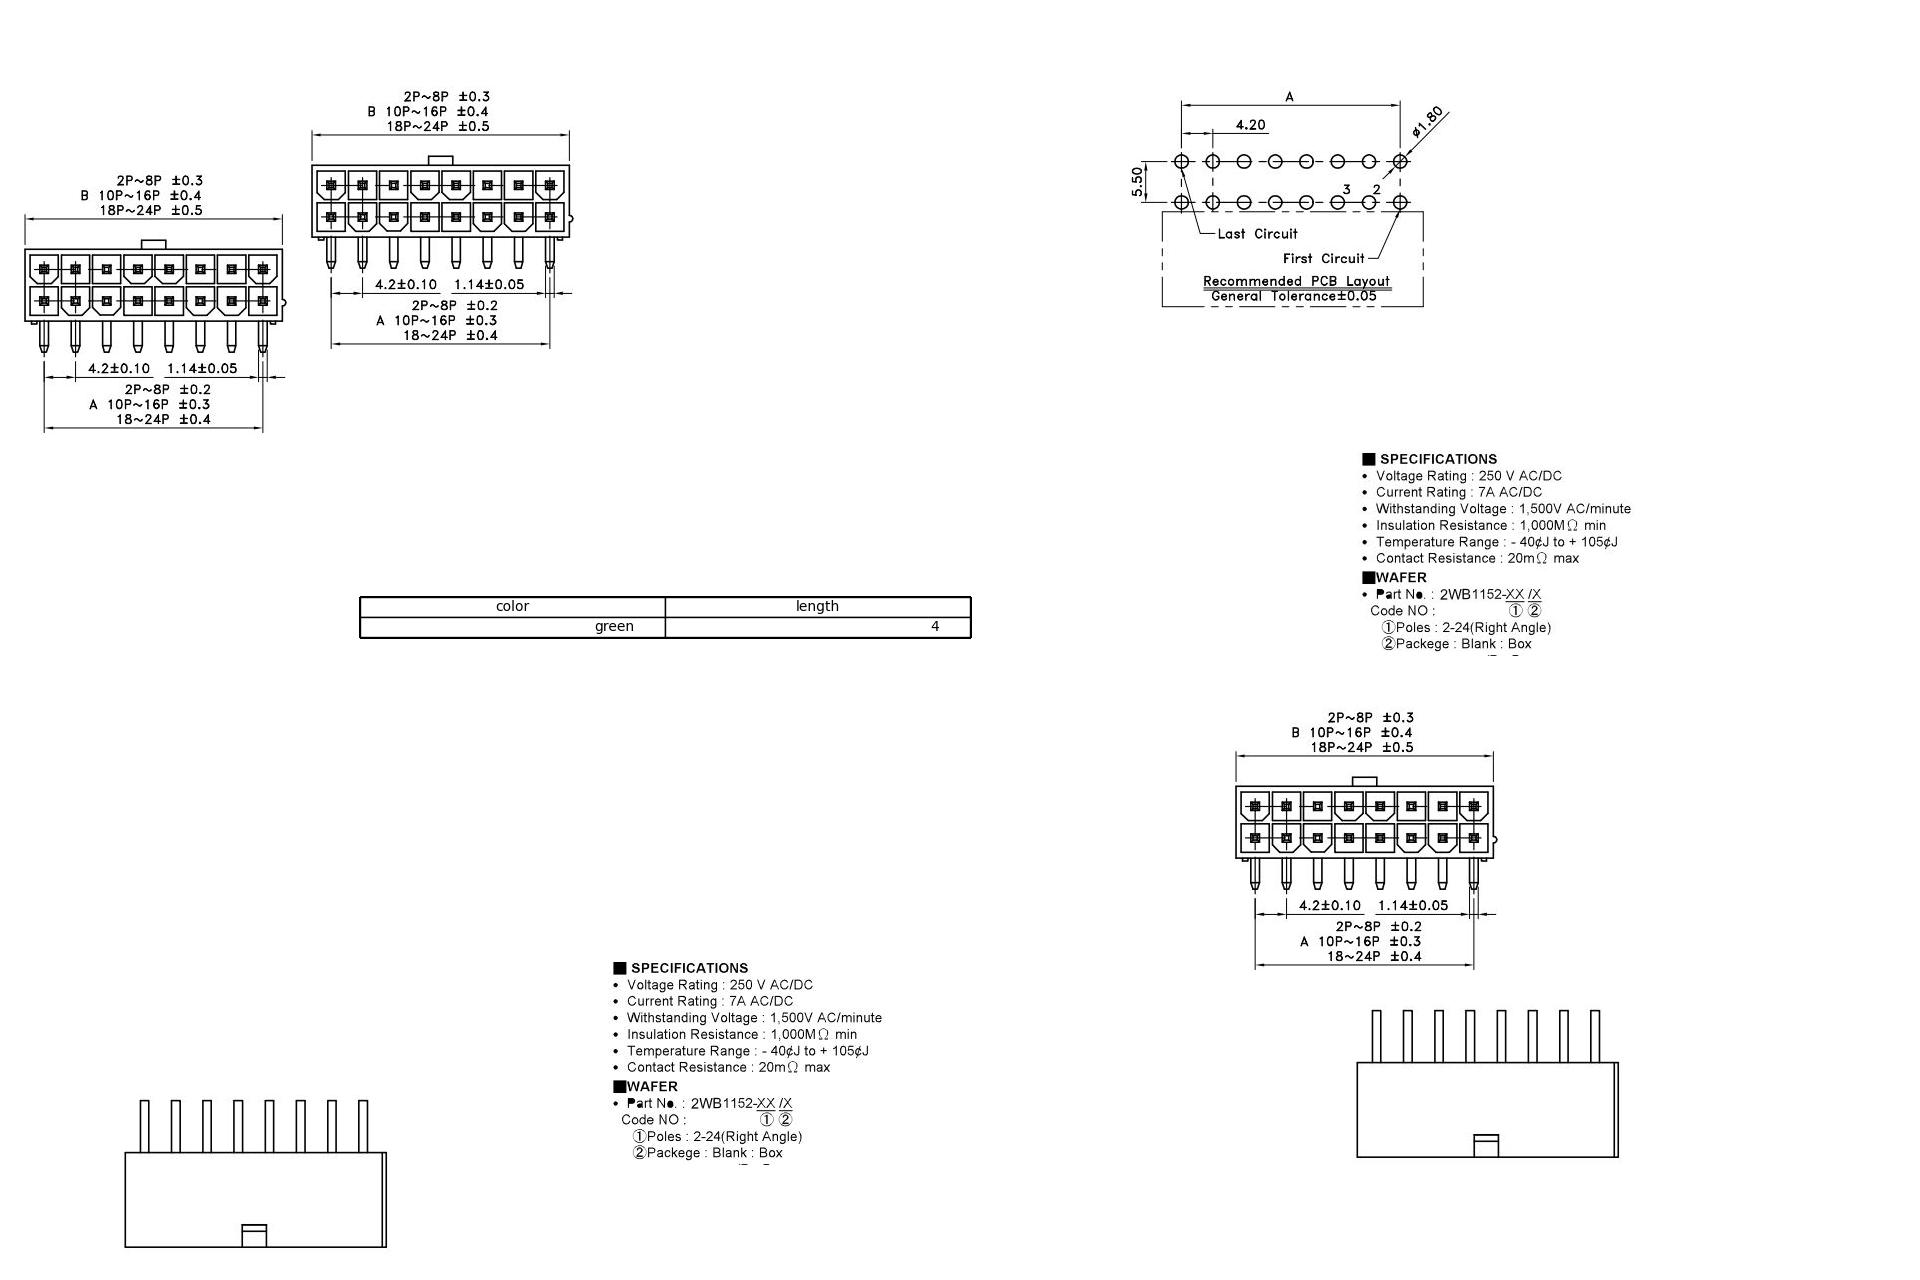 2P~8P ±0.3
B 10P~16P ±0.4
18P~24P ±0.5
4.2±0.10 1.14±0.05
2P~8P ±0.2
A 10P~16P ±0.3
18~24P ±0.4
2P~8P ±0.3
B 10P~16P ±0.4
18P~24P ±0.5
4.2±0.10 1.14±0.05
2P~8P ±0.2
A 10P~16P ±0.3
18~24P ±0.4
A
4.20
ø1.80
5.50
3 2
Last Circuit
First Circuit
Recommended PCB Layout
General Tolerance±0.05
■ SPECIFICATIONS
• Voltage Rating : 250 V AC/DC
• Current Rating : 7A AC/DC
• Withstanding Voltage : 1,500V AC/minute
• Insulation Resistance : 1,000MΩ min
• Temperature Range : - 40¢J to + 105¢J
• Contact Resistance : 20mΩ max
■WAFER
• Part No. : 2WB1152-XX /X
Code NO : ① ②
①Poles : 2-24(Right Angle)
②Packege : Blank : Box
color length
green 4
2P~8P ±0.3
B 10P~16P ±0.4
18P~24P ±0.5
4.2±0.10 1.14±0.05
2P~8P ±0.2
A 10P~16P ±0.3
18~24P ±0.4
■ SPECIFICATIONS
• Voltage Rating : 250 V AC/DC
• Current Rating : 7A AC/DC
• Withstanding Voltage : 1,500V AC/minute
• Insulation Resistance : 1,000MΩ min
• Temperature Range : - 40¢J to + 105¢J
• Contact Resistance : 20mΩ max
■WAFER
• Part No. : 2WB1152-XX /X
Code NO : ① ②
①Poles : 2-24(Right Angle)
②Packege : Blank : Box